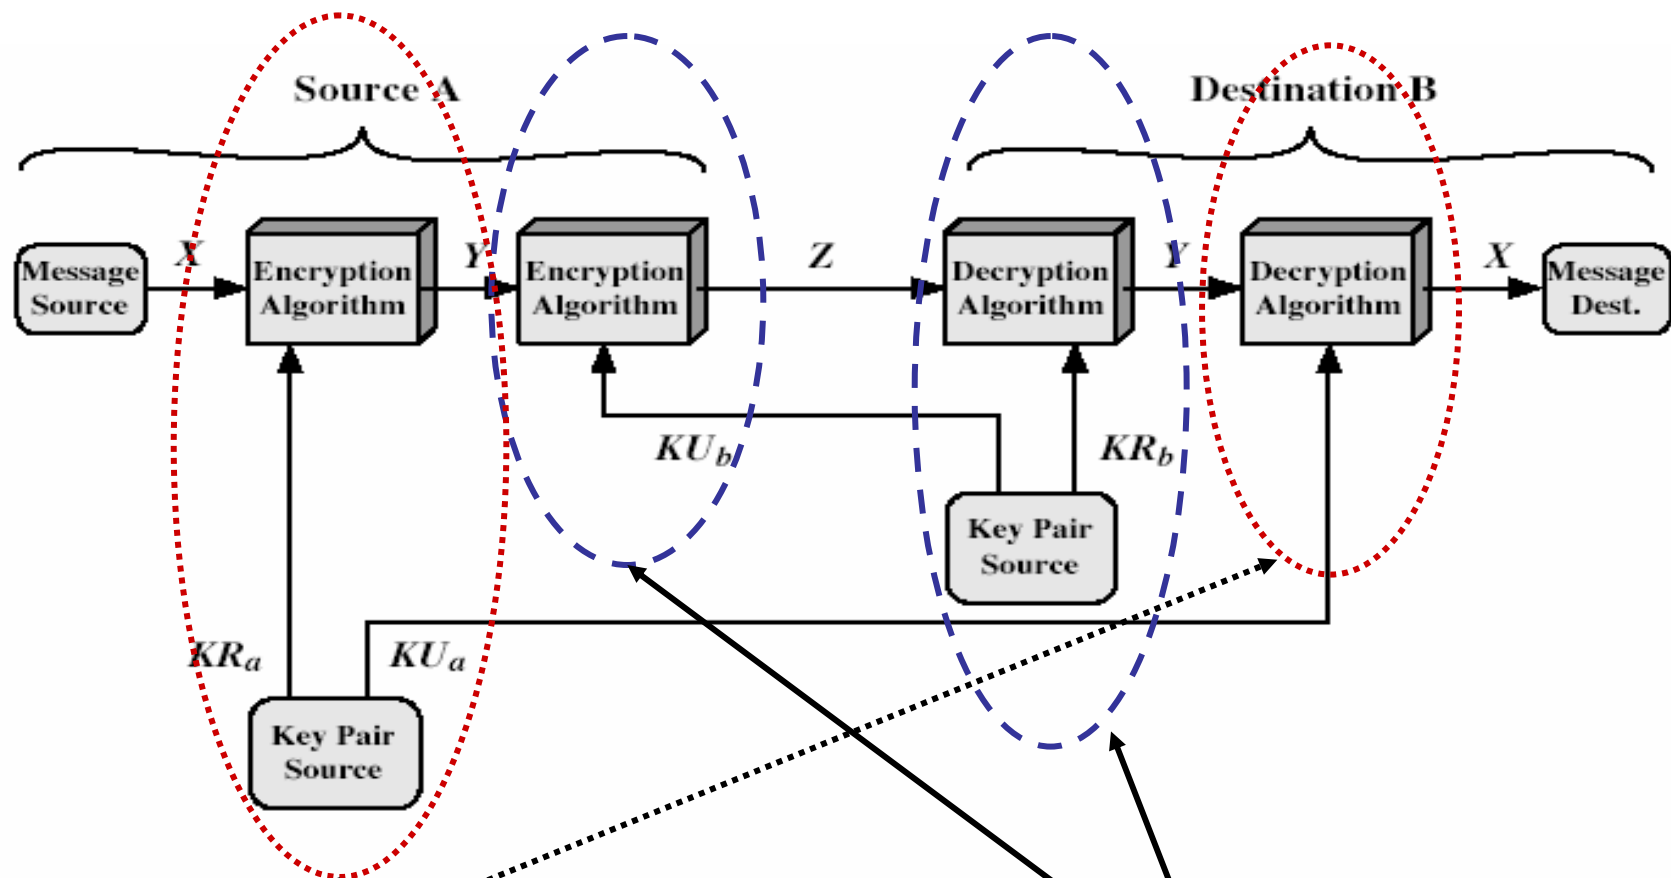 Source A
Destination B
Message
Source
X
Encryption
Algorithm
Y
Encryption
Algorithm
Z
Decryption
Algorithm
Y
Decryption
Algorithm
X
Message
Dest.
KUb
KRb
Key Pair
Source
KRa
KUa
Key Pair
Source